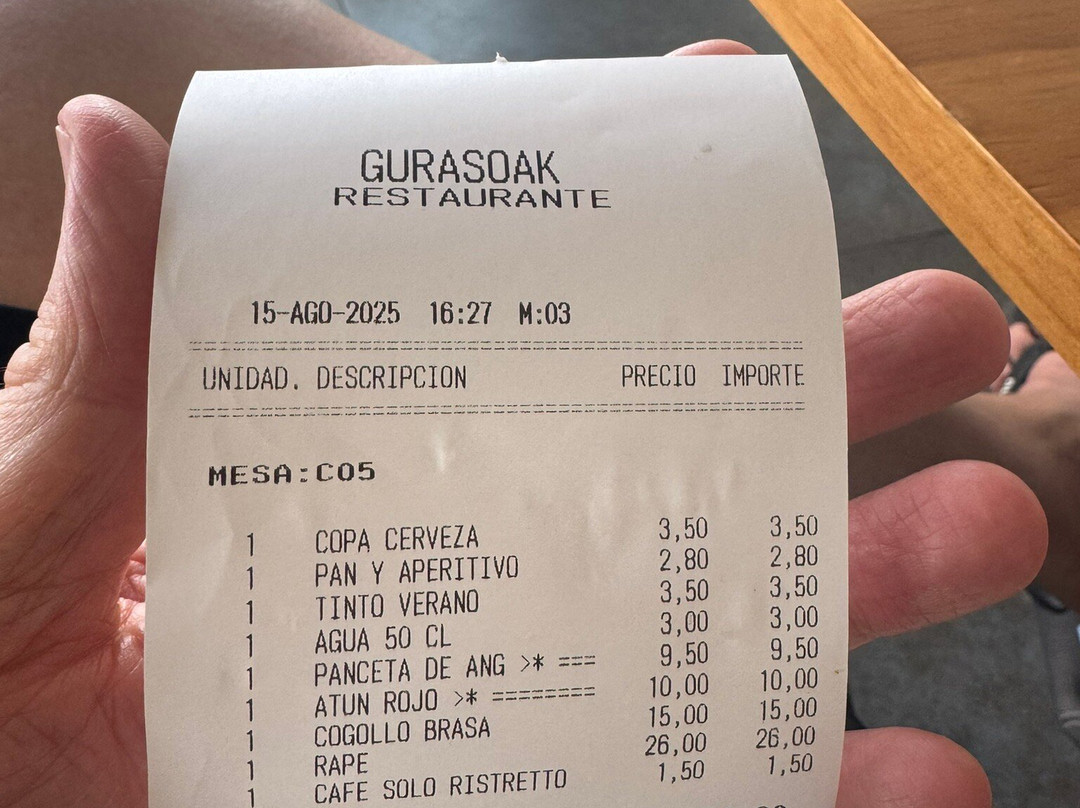 GURASOAK
RESTAURANTE
15-AGO-2025 16:27 M:03
UNIDAD. DESCRIPCION PRECIO IMPORTE
MESA:C05
1 COPA CERVEZA 3,50 3,50
1 PAN Y APERITIVO 2,80 2,80
1 TINTO VERANO 3,50 3,50
1 AGUA 50 CL 3,00 3,00
1 PANCETA DE ANG >* === 9,50 9,50
1 ATUN ROJO >* ======== 10,00 10,00
1 COGOLLO BRASA 15,00 15,00
1 RAPE 26,00 26,00
1 CAFE SOLO RISTRETTO 1,50 1,50